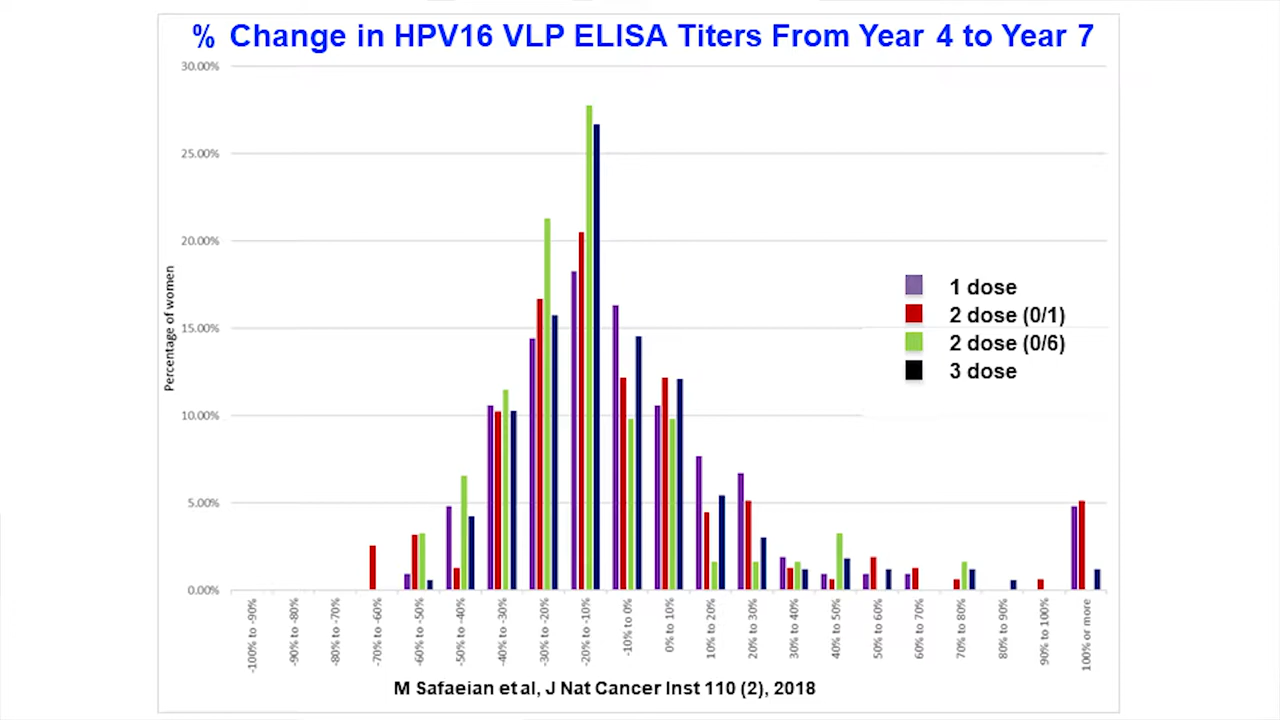 % Change in HPV16 VLP ELISA Titers From Year 4 to Year 7
30.00%
25.00%
20.00%
15.00%
10.00%
5.00%
0.00%
Percentage of women
1 dose
2 dose (0/1)
2 dose (0/6)
3 dose
-100% to -90%
-90% to -80%
-80% to -70%
-70% to -60%
-60% to -50%
-50% to -40%
-40% to -30%
-30% to -20%
-20% to -10%
-10% to 0%
0% to 10%
10% to 20%
20% to 30%
30% to 40%
40% to 50%
50% to 60%
60% to 70%
70% to 80%
80% to 90%
90% to 100%
100% or more
M Safaeian et al, J Nat Cancer Inst 110 (2), 2018